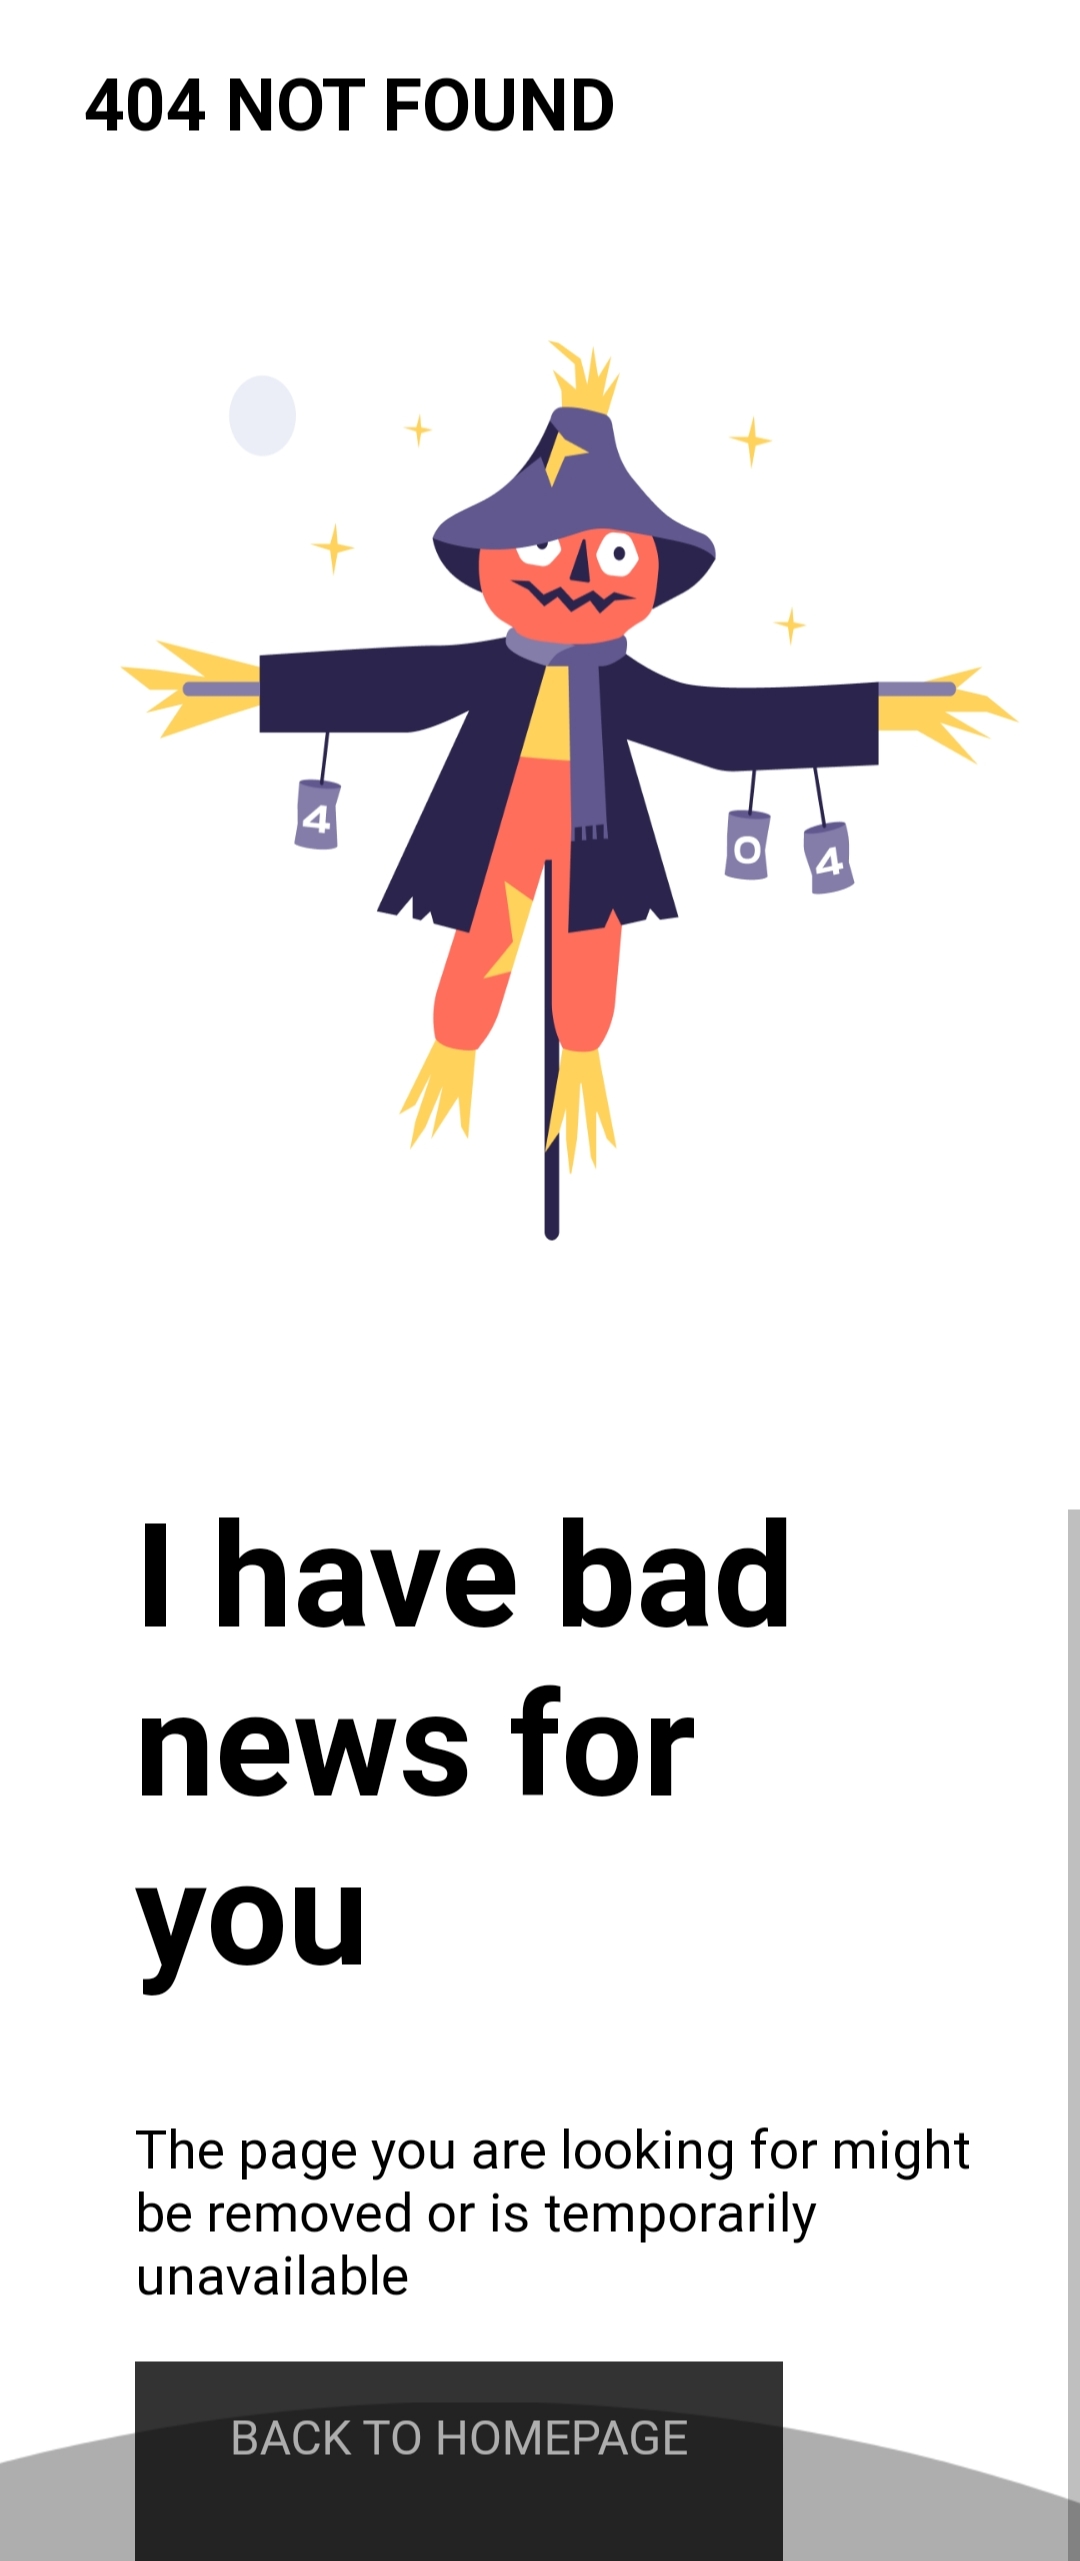 404 NOT FOUND
4
0
4
I have bad
news for
you
The page you are looking for might
be removed or is temporarily
unavailable
BACK TO HOMEPAGE